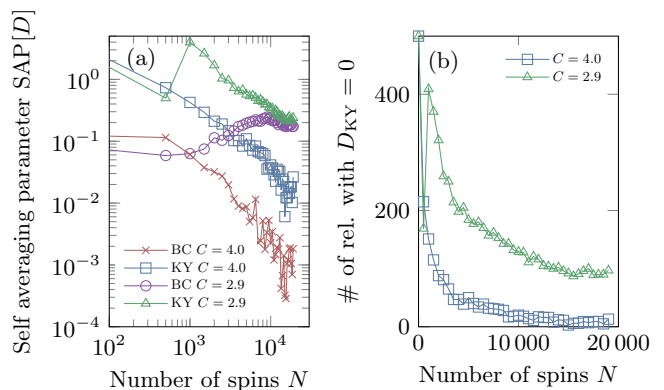 Self averaging parameter SAP[D]
(a)
10^0
10^−1
10^−2
10^−3
10^−4
BC C = 4.0
KY C = 4.0
BC C = 2.9
KY C = 2.9
10^2
10^3
10^4
Number of spins N
# of rel. with D_KY = 0
(b)
C = 4.0
C = 2.9
400
200
0
0
10 000
20 000
Number of spins N